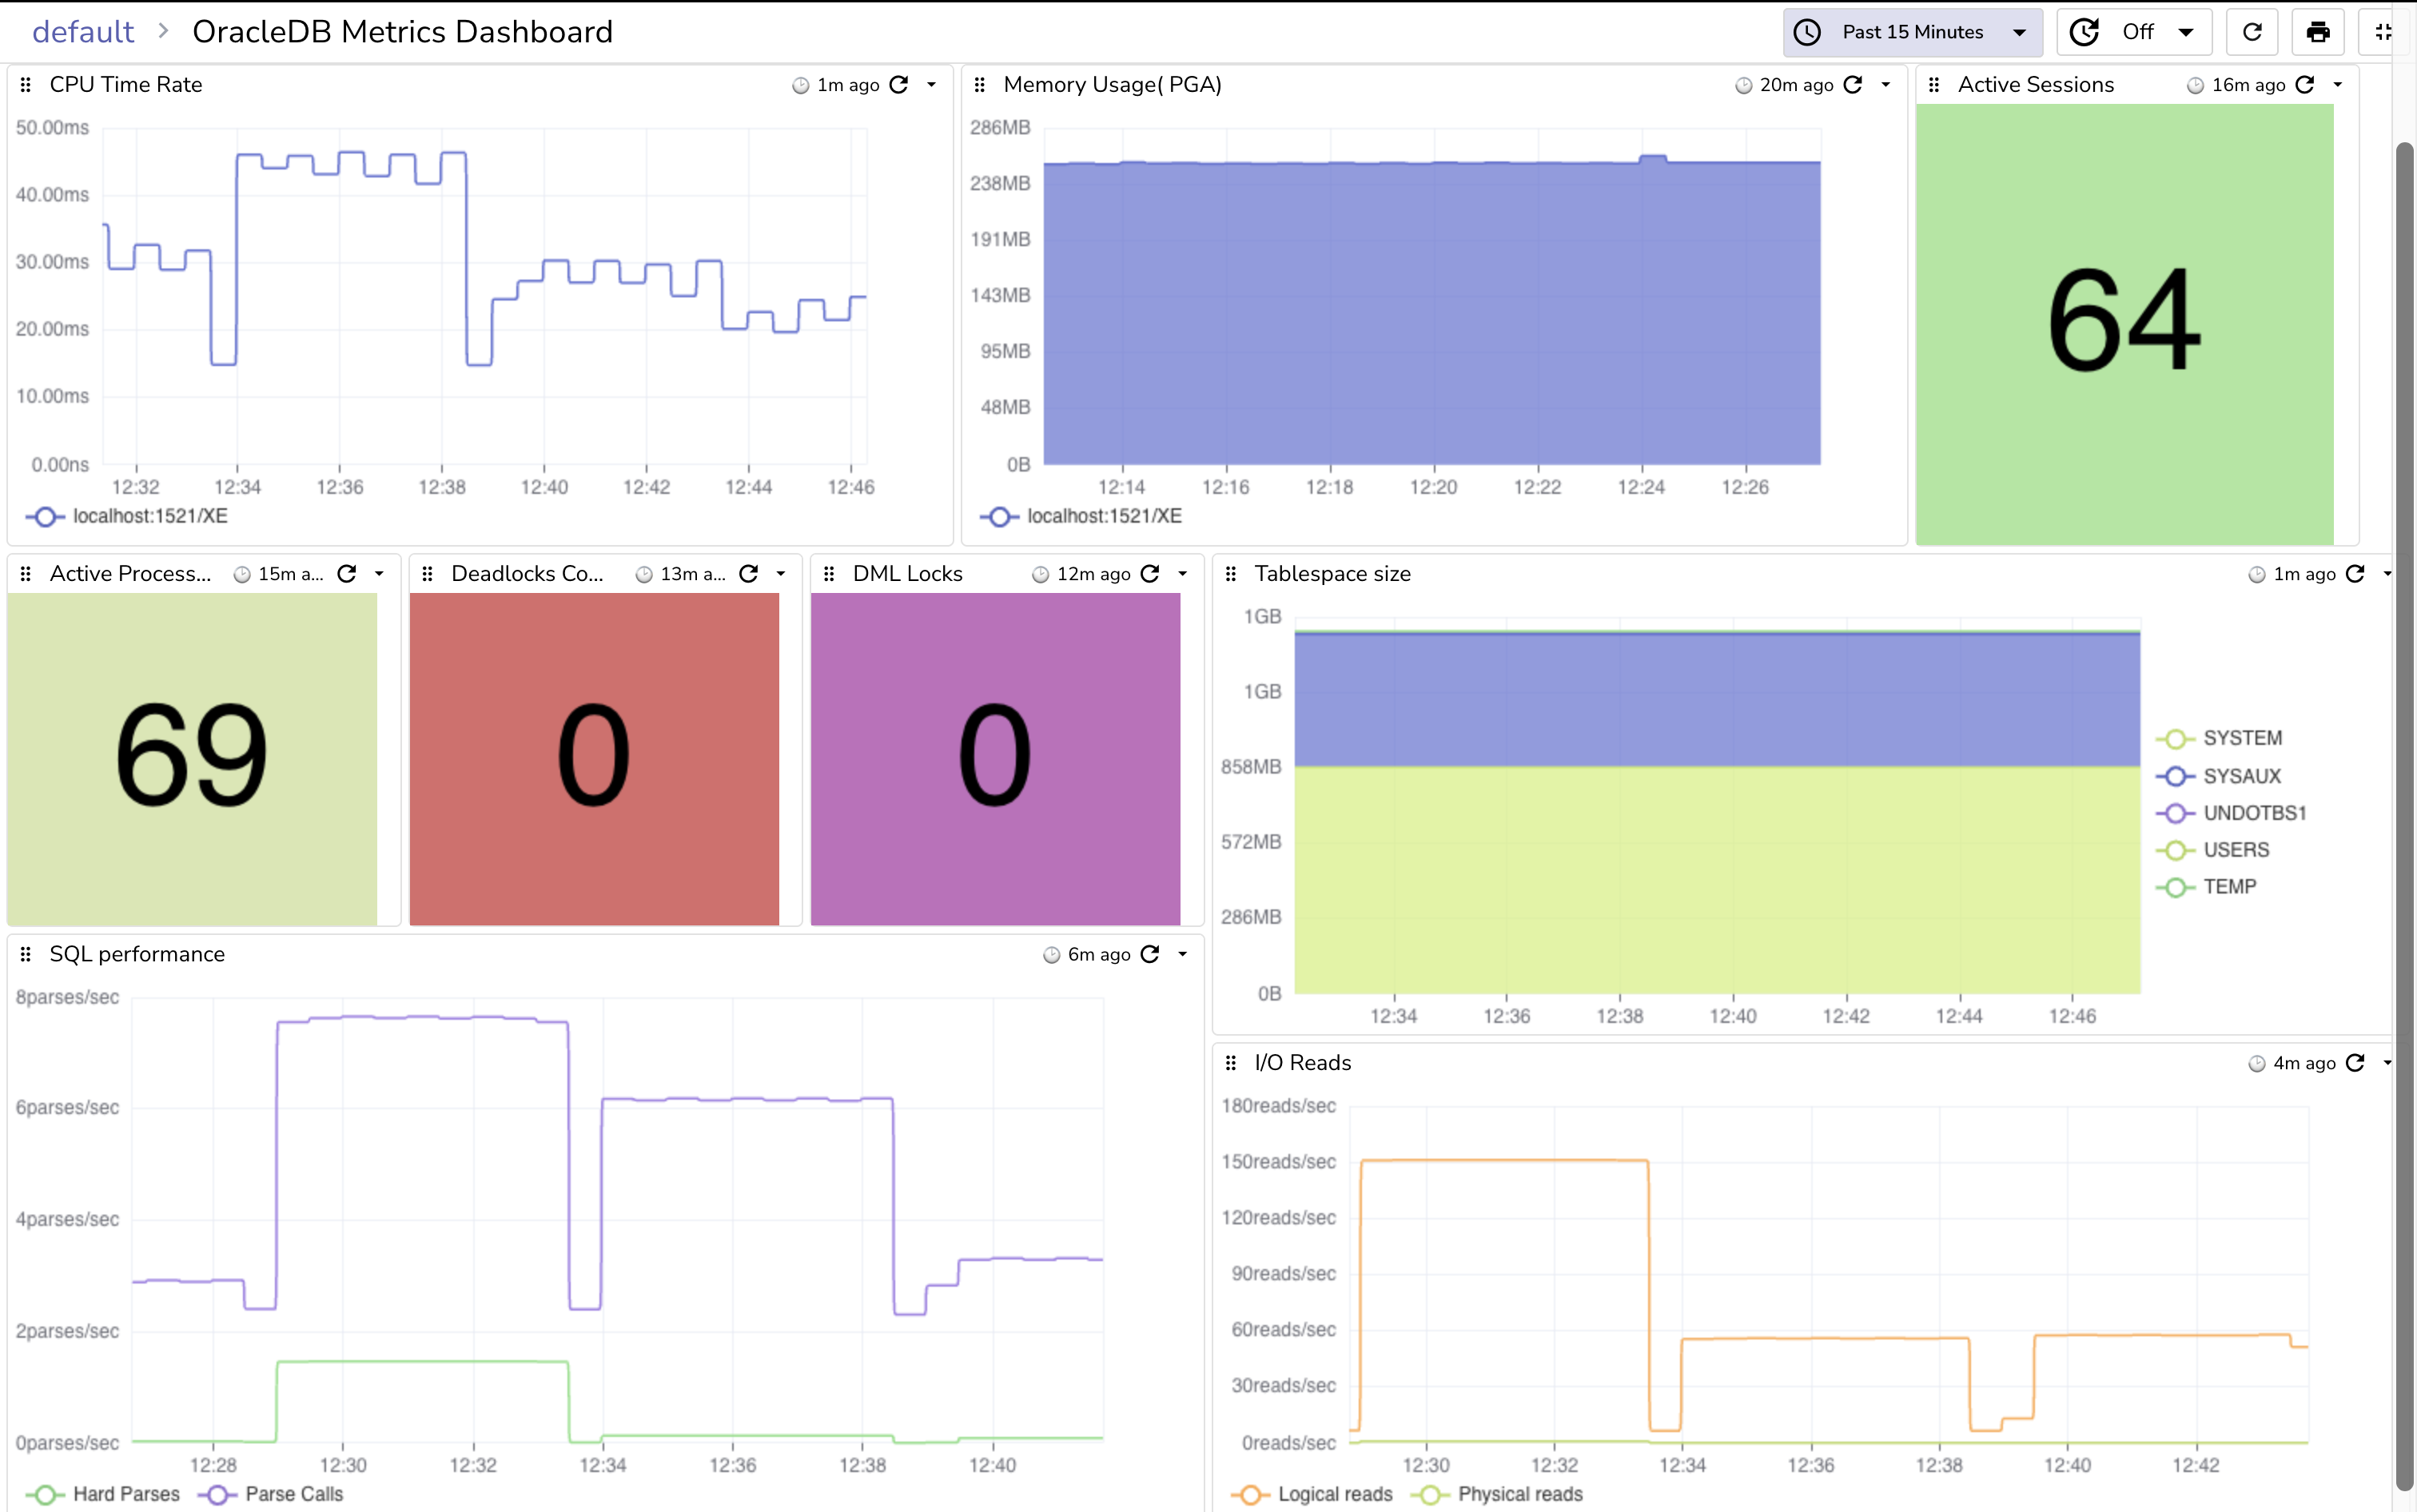 default > OracleDB Metrics Dashboard
Past 15 Minutes
Off
CPU Time Rate
1m ago
50.00ms
40.00ms
30.00ms
20.00ms
10.00ms
0.00ns
12:32 12:34 12:36 12:38 12:40 12:42 12:44 12:46
localhost:1521/XE
Memory Usage( PGA)
20m ago
286MB
238MB
191MB
143MB
95MB
48MB
0B
12:14 12:16 12:18 12:20 12:22 12:24 12:26
localhost:1521/XE
Active Sessions
16m ago
64
Active Process...
15m a...
69
Deadlocks Co...
13m a...
0
DML Locks
12m ago
0
Tablespace size
1m ago
1GB
1GB
858MB
572MB
286MB
0B
12:34 12:36 12:38 12:40 12:42 12:44 12:46
SYSTEM
SYSAUX
UNDOTBS1
USERS
TEMP
SQL performance
6m ago
8parses/sec
6parses/sec
4parses/sec
2parses/sec
0parses/sec
12:28 12:30 12:32 12:34 12:36 12:38 12:40
Hard Parses Parse Calls
I/O Reads
4m ago
180reads/sec
150reads/sec
120reads/sec
90reads/sec
60reads/sec
30reads/sec
0reads/sec
12:30 12:32 12:34 12:36 12:38 12:40 12:42
Logical reads Physical reads